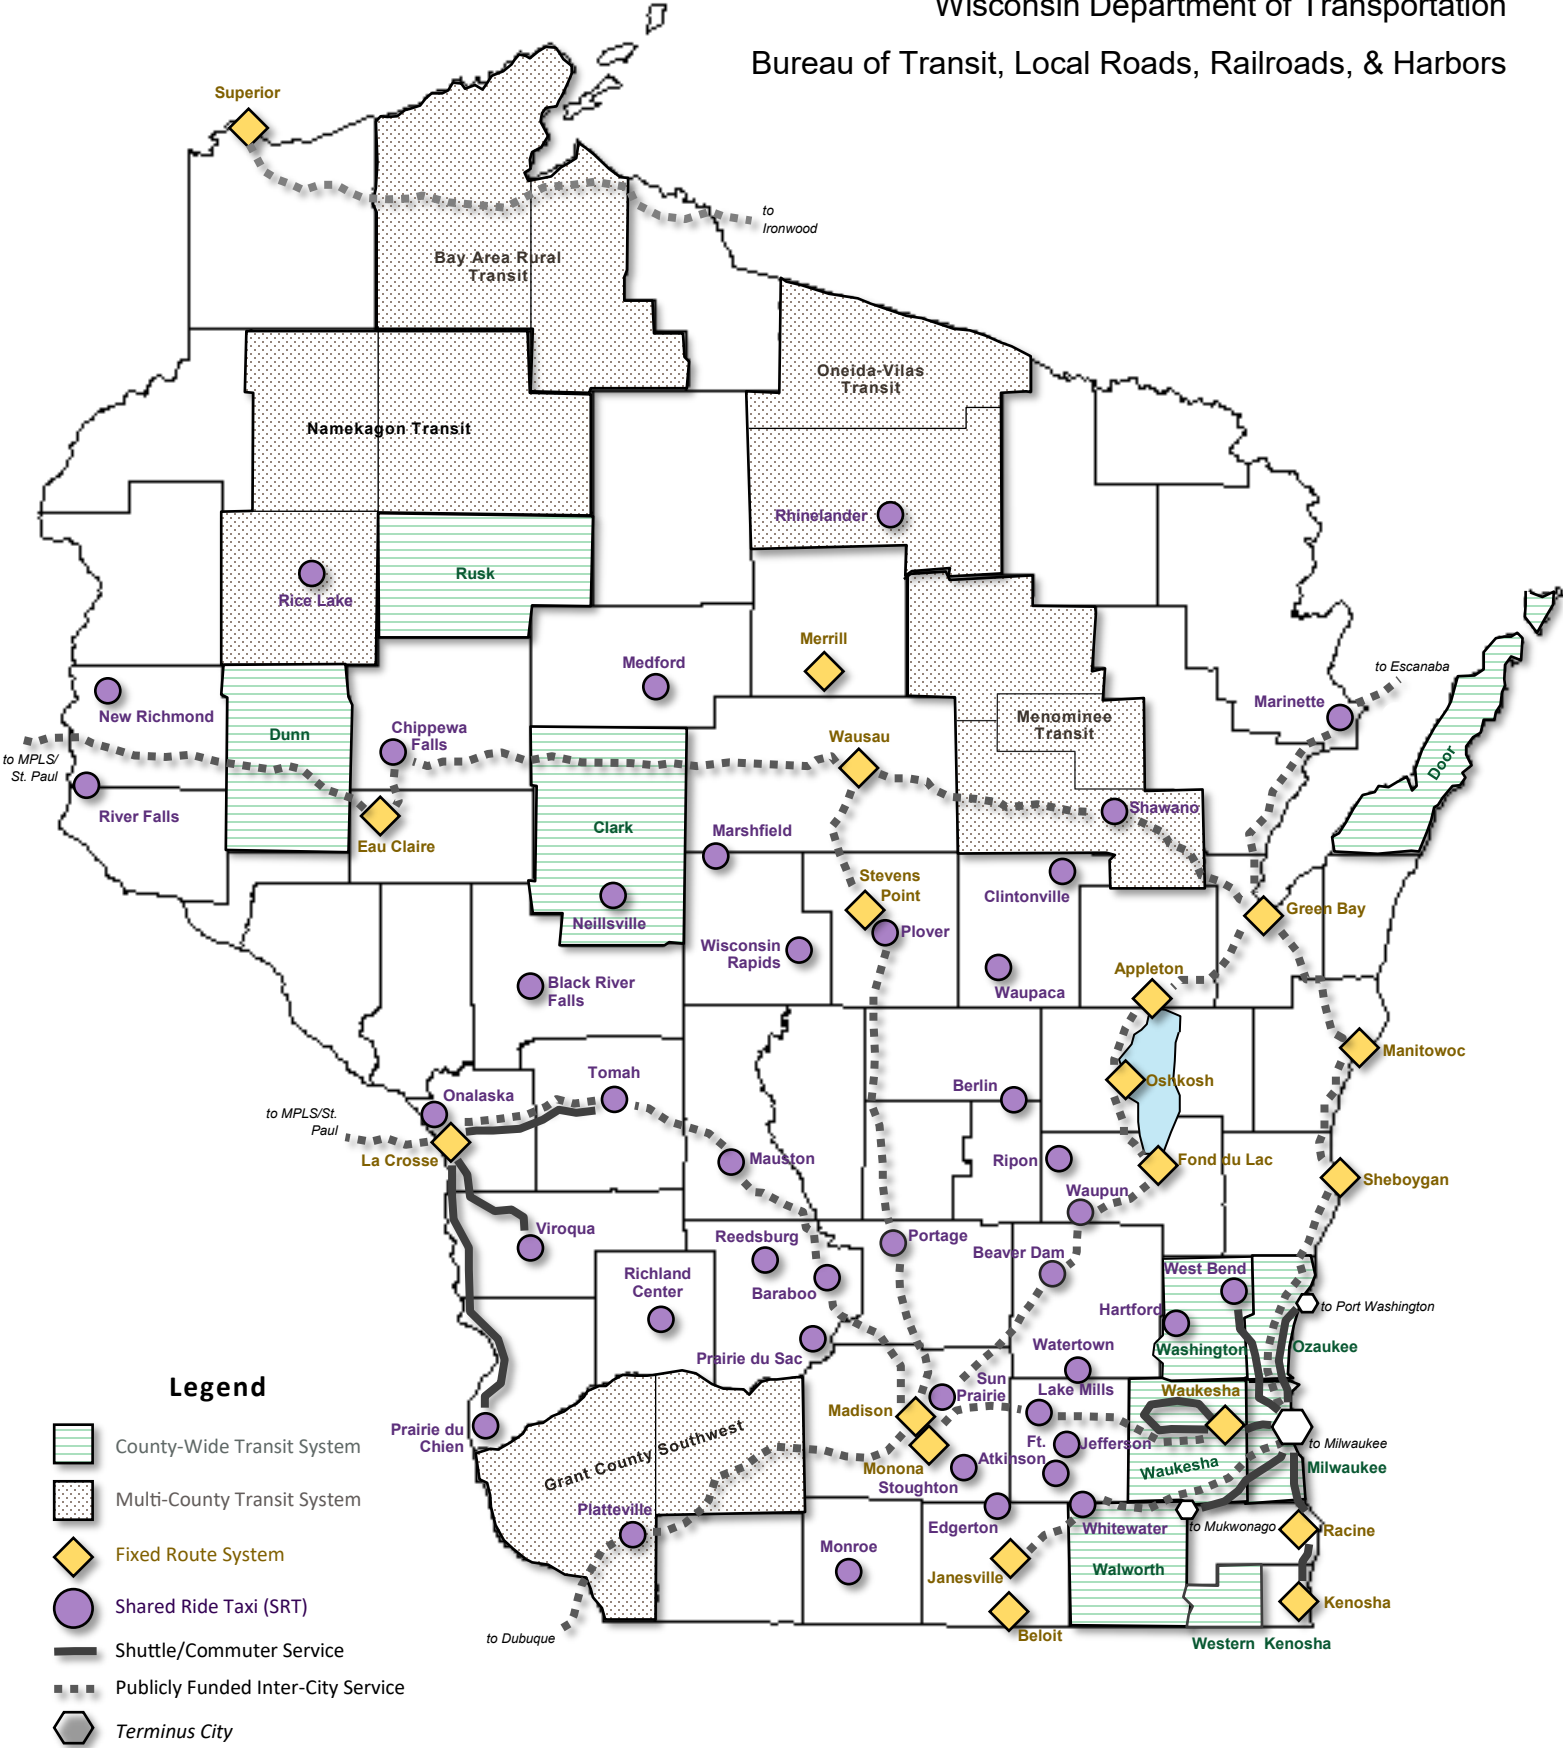 Wisconsin Department of Transportation
Bureau of Transit, Local Roads, Railroads, & Harbors
Superior
to
Ironwood
Bay Area Rural
Transit
Oneida-Vilas
Transit
Namekagon Transit
Rhinelander
Rusk
Rice Lake
Merrill
Medford
to Escanaba
Marinette
New Richmond
Dunn
Chippewa
Falls
Wausau
Menominee
Transit
Door
to MPLS/
St. Paul
River Falls
Eau Claire
Clark
Marshfield
Shawano
Stevens
Point
Clintonville
Green Bay
Neillsville
Plover
Wisconsin
Rapids
Black River
Falls
Waupaca
Appleton
Manitowoc
Oshkosh
Tomah
Berlin
Onalaska
to MPLS/St.
Paul
La Crosse
Mauston
Ripon
Fond du Lac
Sheboygan
Waupun
Viroqua
Reedsburg
Portage
Beaver Dam
Richland
Center
Baraboo
West Bend
Hartford
to Port Washington
Prairie du Sac
Watertown
Washington
Ozaukee
Legend
Sun
Prairie
Lake Mills
Waukesha
Madison
Prairie du
Chien
Grant County Southwest
Ft.
Atkinson
Jefferson
to Milwaukee
Monona
Stoughton
Waukesha
Milwaukee
County-Wide Transit System
Multi-County Transit System
Platteville
Edgerton
Whitewater
to Mukwonago
Racine
Fixed Route System
Monroe
Janesville
Walworth
Shared Ride Taxi (SRT)
Kenosha
to Dubuque
Beloit
Western Kenosha
Shuttle/Commuter Service
Publicly Funded Inter-City Service
Terminus City